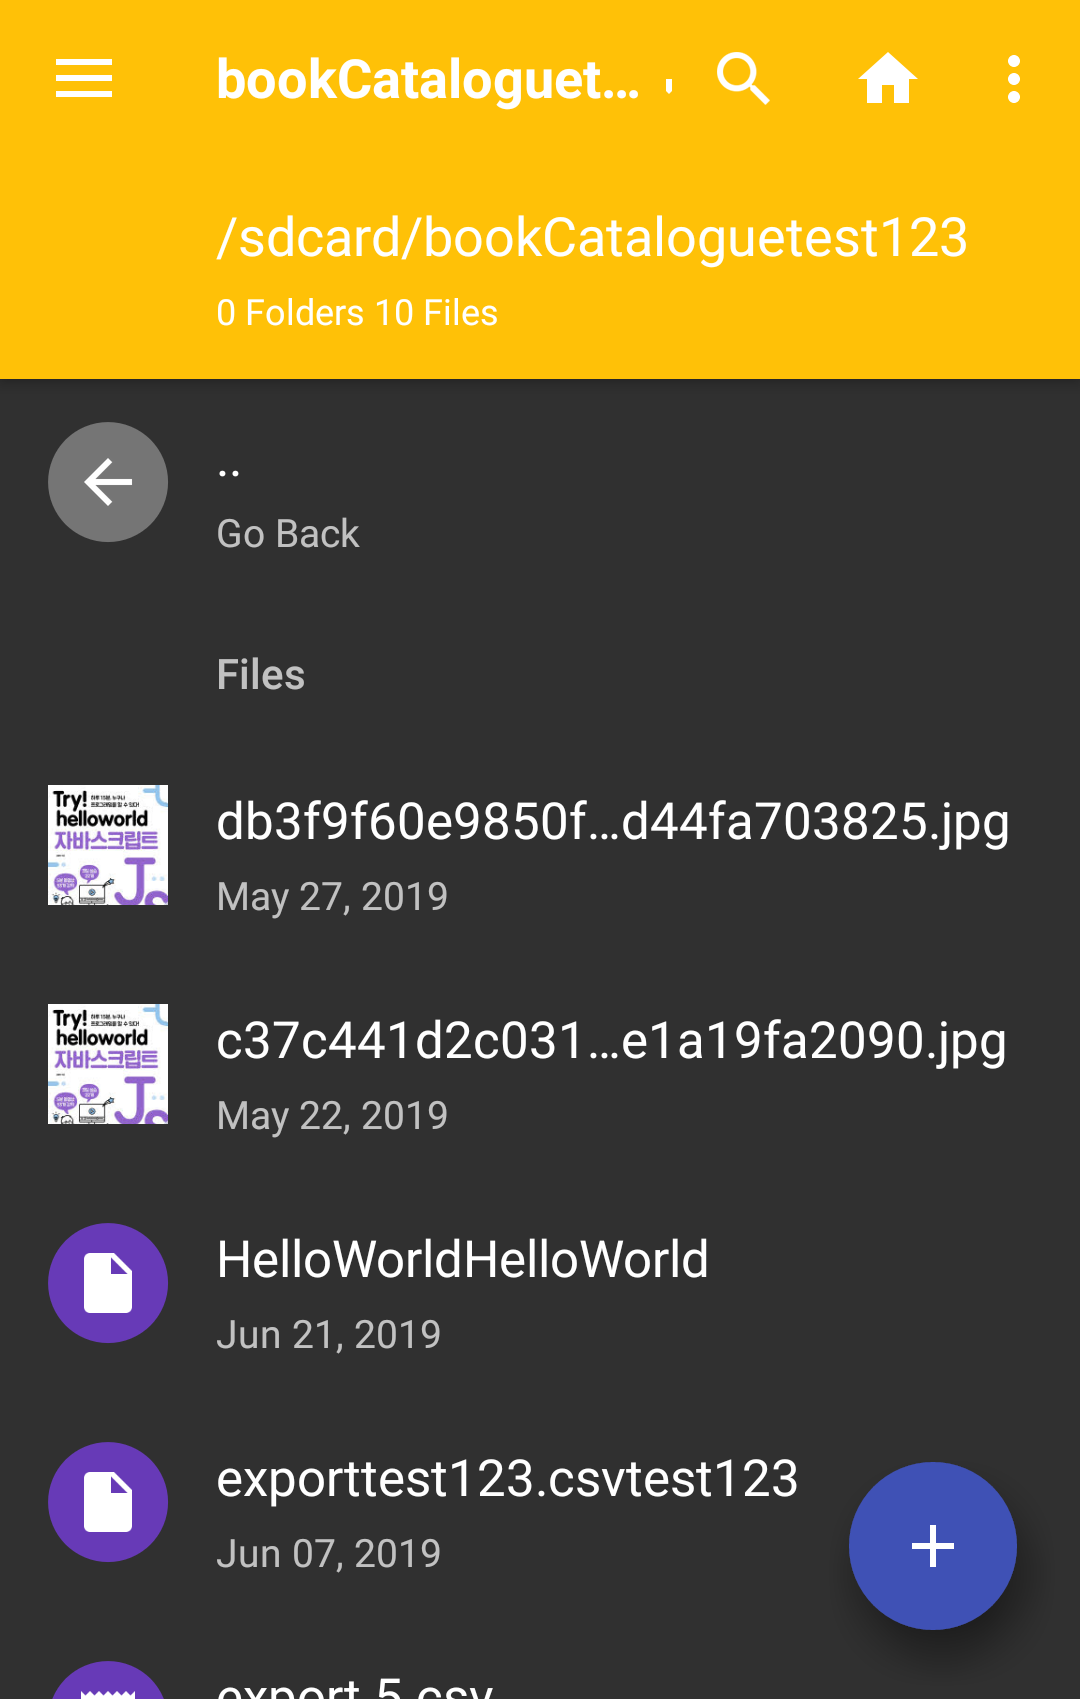 bookCataloguet...
/sdcard/bookCataloguetest123
0 Folders 10 Files
..
Go Back
Files
Try!
helloworld
자바스크립트
db3f9f60e9850f...d44fa703825.jpg
May 27, 2019
Try!
helloworld
자바스크립트
c37c441d2c031...e1a19fa2090.jpg
May 22, 2019
HelloWorldHelloWorld
Jun 21, 2019
exporttest123.csvtest123
Jun 07, 2019
export.5.csv